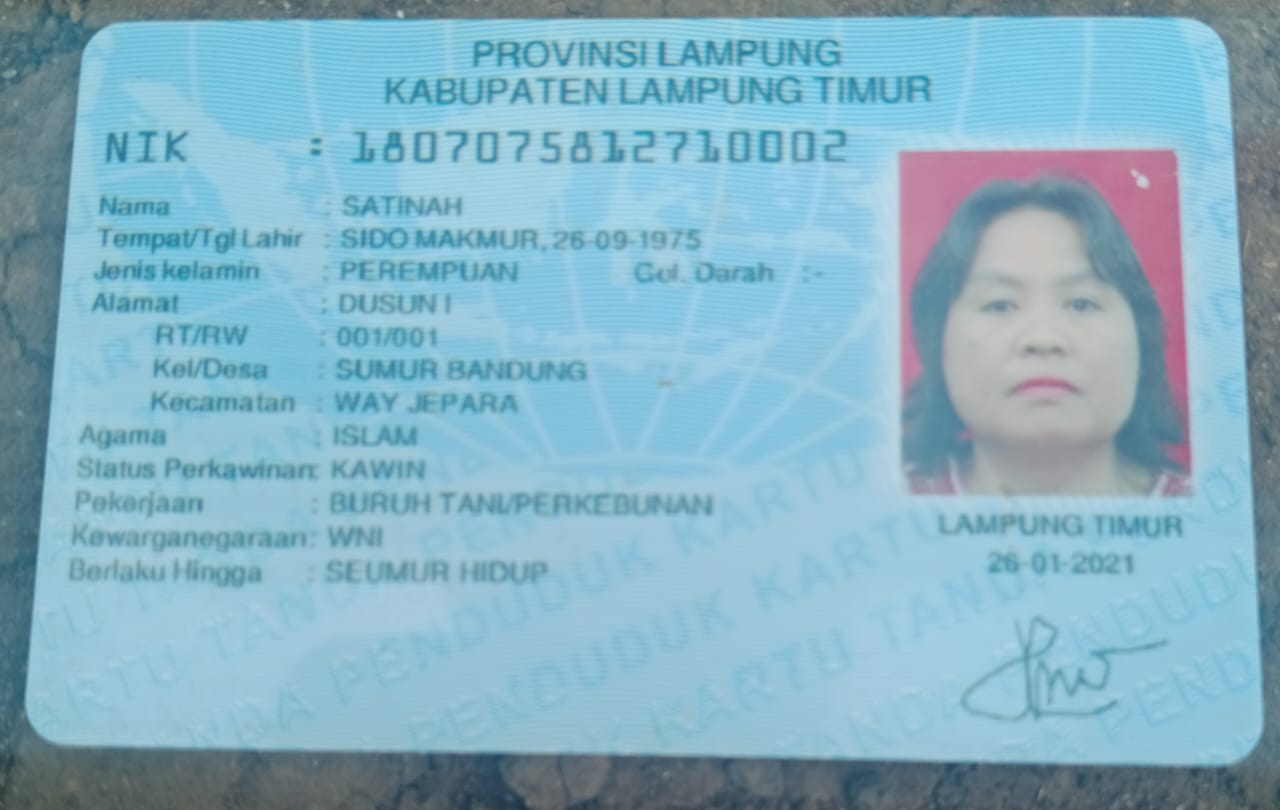 PROVINSI LAMPUNG
KABUPATEN LAMPUNG TIMUR
NIK : 1807075812710002
Nama : SATINAH
Tempat/Tgl Lahir : SIDO MAKMUR, 26-09-1975
Jenis kelamin : PEREMPUAN Gol. Darah : -
Alamat : DUSUN I
RT/RW : 001/001
Kel/Desa : SUMUR BANDUNG
Kecamatan : WAY JEPARA
Agama : ISLAM
Status Perkawinan: KAWIN
Pekerjaan : BURUH TANI/PERKEBUNAN
Kewarganegaraan: WNI
Berlaku Hingga : SEUMUR HIDUP
LAMPUNG TIMUR
26-01-2021